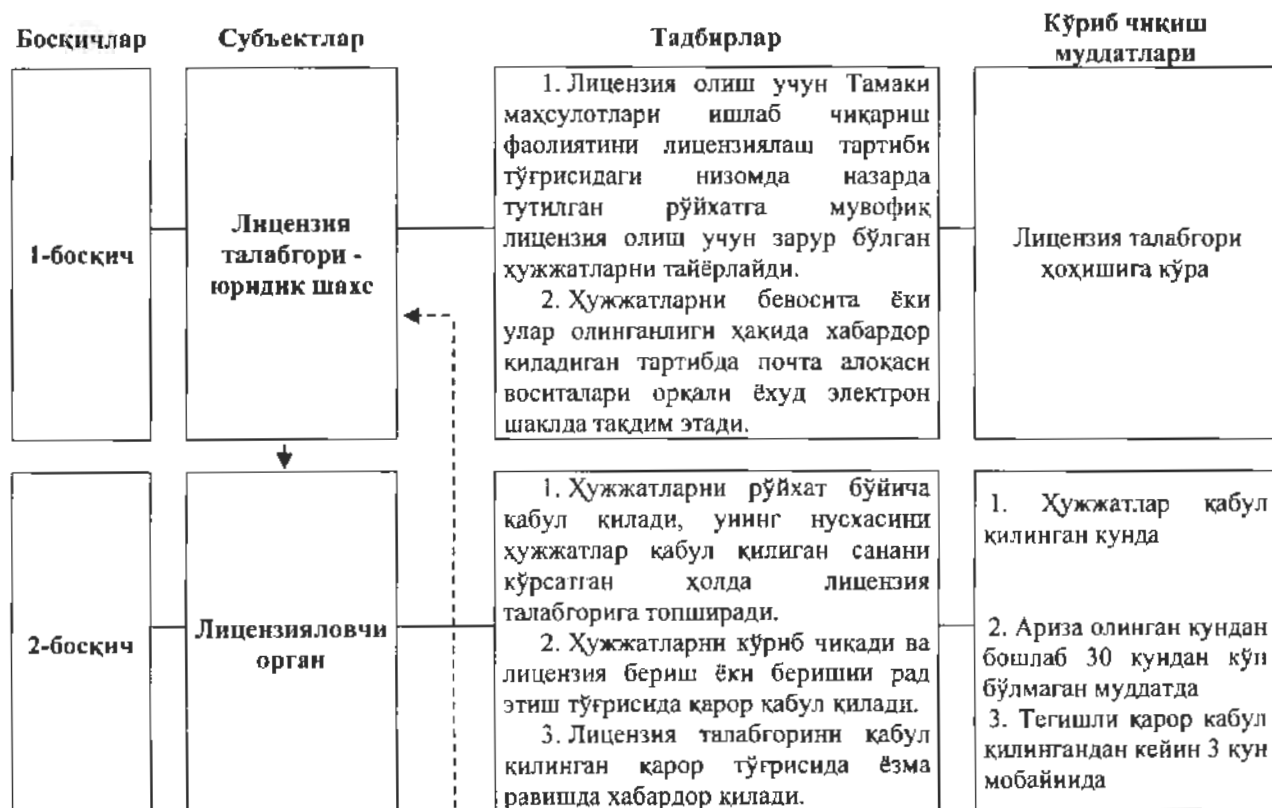 Босқичлар
Субъектлар
Тадбирлар
Кўриб чиқиш
муддатлари
1-босқич
Лицензия
талабгори -
юридик шахс
1. Лицензия олиш учун Тамаки
маҳсулотлари ишлаб чиқариш
фаолиятини лицензиялаш тартиби
тўғрисидаги низомда назарда
тутилган рўйхатга мувофиқ
лицензия олиш учун зарур бўлган
ҳужжатларни тайёрлайди.
2. Ҳужжатларни бевосита ёки
улар олинганлиги ҳақида хабардор
қиладиган тартибда почта алоқаси
воситалари орқали ёхуд электрон
шаклда тақдим этади.
Лицензия талабгори
ҳоҳишига кўра
2-босқич
Лицензияловчи
орган
1. Ҳужжатларни рўйхат бўйича
қабул қилади, унинг нусхасини
ҳужжатлар қабул қилиган санани
кўрсатган ҳолда лицензия
талабгорига топширади.
2. Ҳужжатларни кўриб чиқади ва
лицензия бериш ёки беришни рад
этиш тўғрисида қарор қабул қилади.
3. Лицензия талабгорини қабул
қилинган қарор тўғрисида ёзма
равишда хабардор қилади.
1. Ҳужжатлар қабул
қилинган кунда
2. Ариза олинган кундан
бошлаб 30 кундан кўп
бўлмаган муддатда
3. Тегишли қарор қабул
қилингандан кейин 3 кун
мобайнида